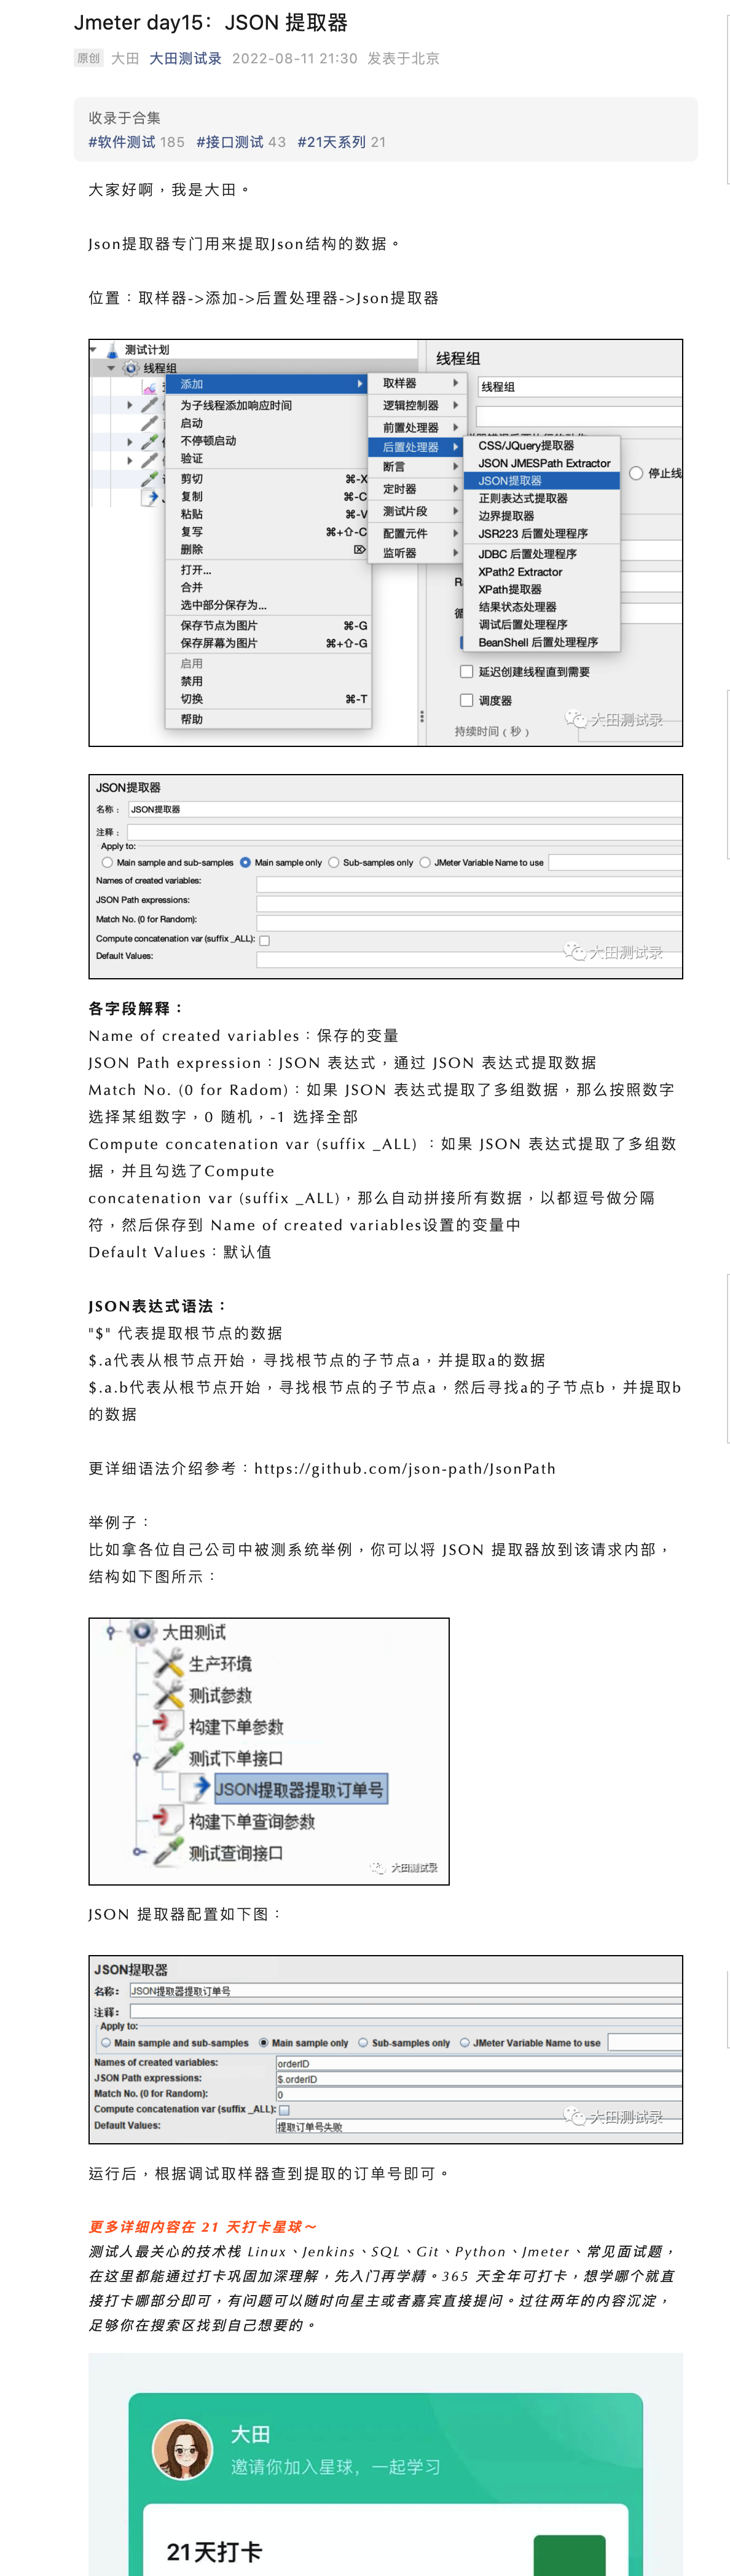 Jmeter day15：JSON 提取器
原创 大田 大田测试录 2022-08-11 21:30 发表于北京
收录于合集
#软件测试 185 #接口测试 43 #21天系列 21
大家好啊，我是大田。
Json提取器专门用来提取Json结构的数据。
位置：取样器->添加->后置处理器->Json提取器
测试计划
线程组
添加
为子线程添加响应时间
启动
不停顿启动
验证
剪切 ⌘-X
复制 ⌘-C
粘贴 ⌘-V
复写 ⌘+⇧-C
删除 ⌦
打开...
合并
选中部分保存为...
保存节点为图片 ⌘-G
保存屏幕为图片 ⌘+⇧-G
启用
禁用
切换 ⌘-T
帮助
取样器
逻辑控制器
前置处理器
后置处理器
断言
定时器
测试片段
配置元件
监听器
CSS/JQuery提取器
JSON JMESPath Extractor
JSON提取器
正则表达式提取器
边界提取器
JSR223 后置处理程序
JDBC 后置处理程序
XPath2 Extractor
XPath提取器
结果状态处理器
调试后置处理程序
BeanShell 后置处理程序
线程组
线程组
停止线
延迟创建线程直到需要
调度器
持续时间（秒）
大田测试录
JSON提取器
名称： JSON提取器
注释：
Apply to:
Main sample and sub-samples Main sample only Sub-samples only JMeter Variable Name to use
Names of created variables:
JSON Path expressions:
Match No. (0 for Random):
Compute concatenation var (suffix _ALL):
Default Values:
大田测试录
各字段解释：
Name of created variables：保存的变量
JSON Path expression：JSON 表达式，通过 JSON 表达式提取数据
Match No. (0 for Radom)：如果 JSON 表达式提取了多组数据，那么按照数字
选择某组数字，0 随机，-1 选择全部
Compute concatenation var (suffix _ALL) ：如果 JSON 表达式提取了多组数
据，并且勾选了Compute
concatenation var (suffix _ALL)，那么自动拼接所有数据，以都逗号做分隔
符，然后保存到 Name of created variables设置的变量中
Default Values：默认值
JSON表达式语法：
"$" 代表提取根节点的数据
$.a代表从根节点开始，寻找根节点的子节点a，并提取a的数据
$.a.b代表从根节点开始，寻找根节点的子节点a，然后寻找a的子节点b，并提取b
的数据
更详细语法介绍参考：https://github.com/json-path/JsonPath
举例子：
比如拿各位自己公司中被测系统举例，你可以将 JSON 提取器放到该请求内部，
结构如下图所示：
大田测试
生产环境
测试参数
构建下单参数
测试下单接口
JSON提取器提取订单号
构建下单查询参数
测试查询接口
大田测试录
JSON 提取器配置如下图：
JSON提取器
名称： JSON提取器提取订单号
注释：
Apply to:
Main sample and sub-samples Main sample only Sub-samples only JMeter Variable Name to use
Names of created variables: orderID
JSON Path expressions: $.orderID
Match No. (0 for Random): 0
Compute concatenation var (suffix _ALL):
Default Values: 提取订单号失败
大田测试录
运行后，根据调试取样器查到提取的订单号即可。
更多详细内容在 21 天打卡星球～
测试人最关心的技术栈 Linux、Jenkins、SQL、Git、Python、Jmeter、常见面试题，
在这里都能通过打卡巩固加深理解，先入门再学精。365 天全年可打卡，想学哪个就直
接打卡哪部分即可，有问题可以随时向星主或者嘉宾直接提问。过往两年的内容沉淀，
足够你在搜索区找到自己想要的。
大田
邀请你加入星球，一起学习
21天打卡